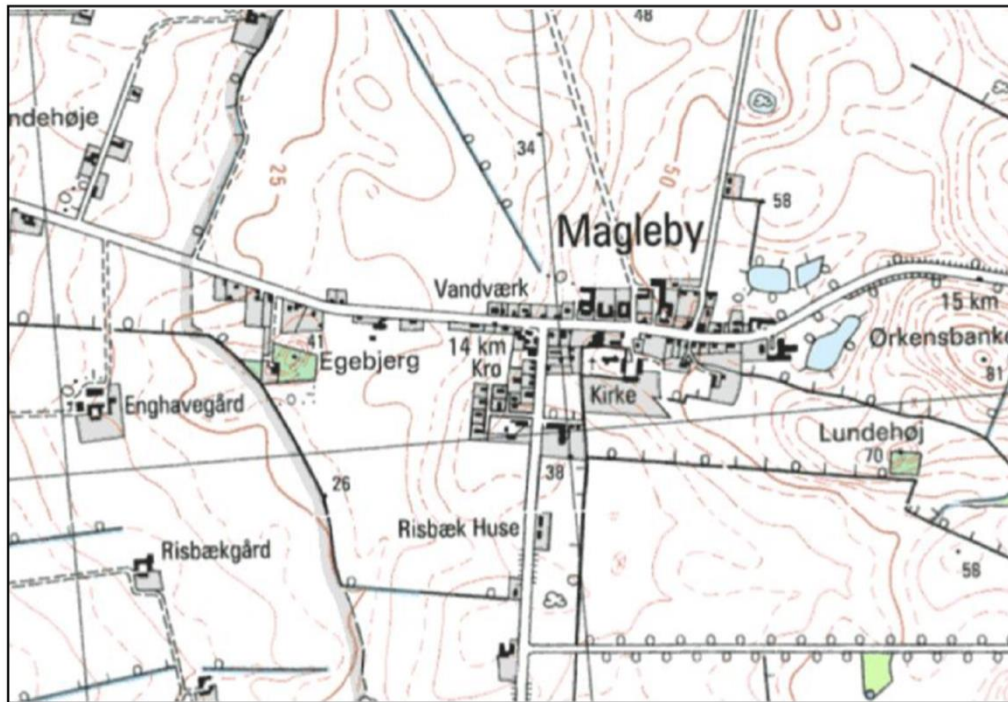 48
ndehøje
34
25
50
58
Magleby
Vandværk
15 km
41
Egebjerg
14 km
Kro
Ørkensbanke
81
Kirke
Enghavegård
Lundehøj
70
38
26
Risbæk Huse
Risbækgård
58